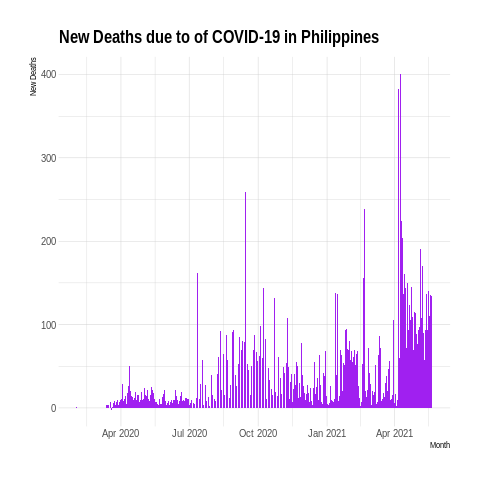 New Deaths due to of COVID-19 in Philippines
New Deaths
400
300
200
100
0
Apr 2020 Jul 2020 Oct 2020 Jan 2021 Apr 2021
Month